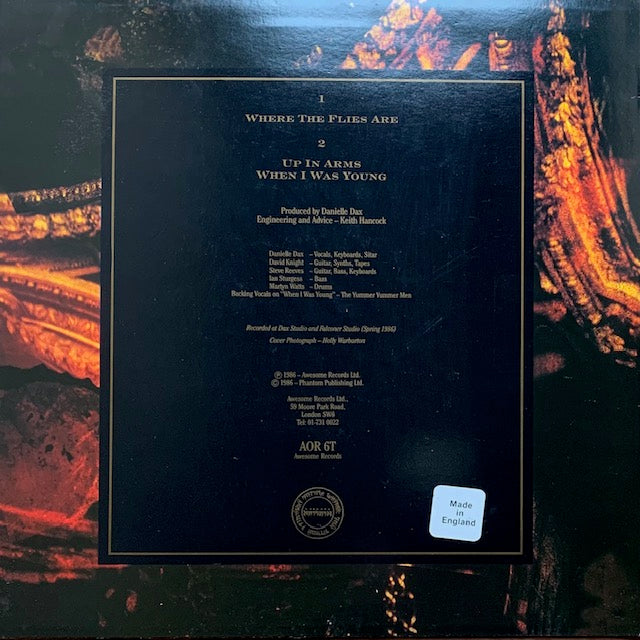 1
WHERE THE FLIES ARE
2
UP IN ARMS
WHEN I WAS YOUNG
Produced by Danielle Dax
Engineering and Advice – Keith Hancock
Danielle Dax – Vocals, Keyboards, Sitar
David Knight – Guitar, Synths, Tapes
Steve Reeves – Guitar, Bass, Keyboards
Ian Sturgess – Bass
Martyn Watts – Drums
Backing Vocals on "When I Was Young" – The Yummer Yummer Men
Recorded at Dax Studio and Falconer Studio (Spring 1986)
Cover Photograph – Holly Warburton
℗ 1986 – Awesome Records Ltd.
© 1986 – Phantom Publishing Ltd.
Awesome Records Ltd.,
59 Moore Park Road,
London SW6
Tel: 01-731 0022
AOR 6T
Awesome Records
Made
in
England